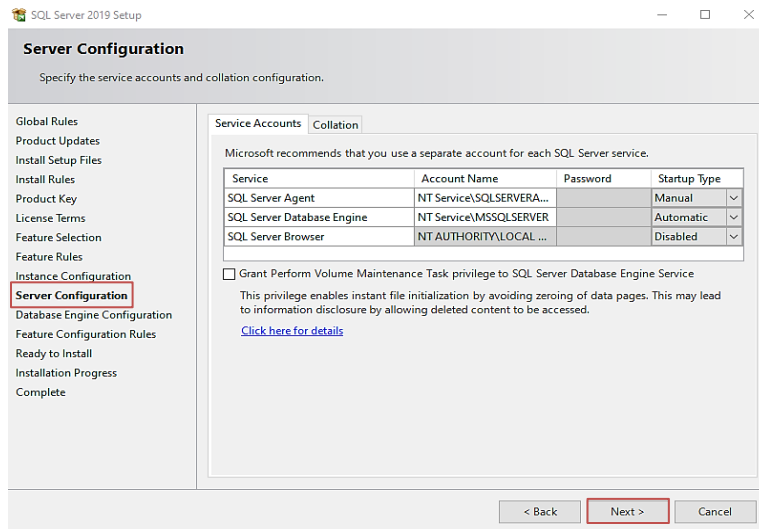 SQL Server 2019 Setup
Server Configuration
Specify the service accounts and collation configuration.
Global Rules
Product Updates
Install Setup Files
Install Rules
Product Key
License Terms
Feature Selection
Feature Rules
Instance Configuration
Server Configuration
Database Engine Configuration
Feature Configuration Rules
Ready to Install
Installation Progress
Complete
Service Accounts Collation
Microsoft recommends that you use a separate account for each SQL Server service.
Service Account Name Password Startup Type
SQL Server Agent NT Service\SQLSERVERA... Manual
SQL Server Database Engine NT Service\MSSQLSERVER Automatic
SQL Server Browser NT AUTHORITY\LOCAL ... Disabled
Grant Perform Volume Maintenance Task privilege to SQL Server Database Engine Service
This privilege enables instant file initialization by avoiding zeroing of data pages. This may lead
to information disclosure by allowing deleted content to be accessed.
Click here for details
< Back Next > Cancel